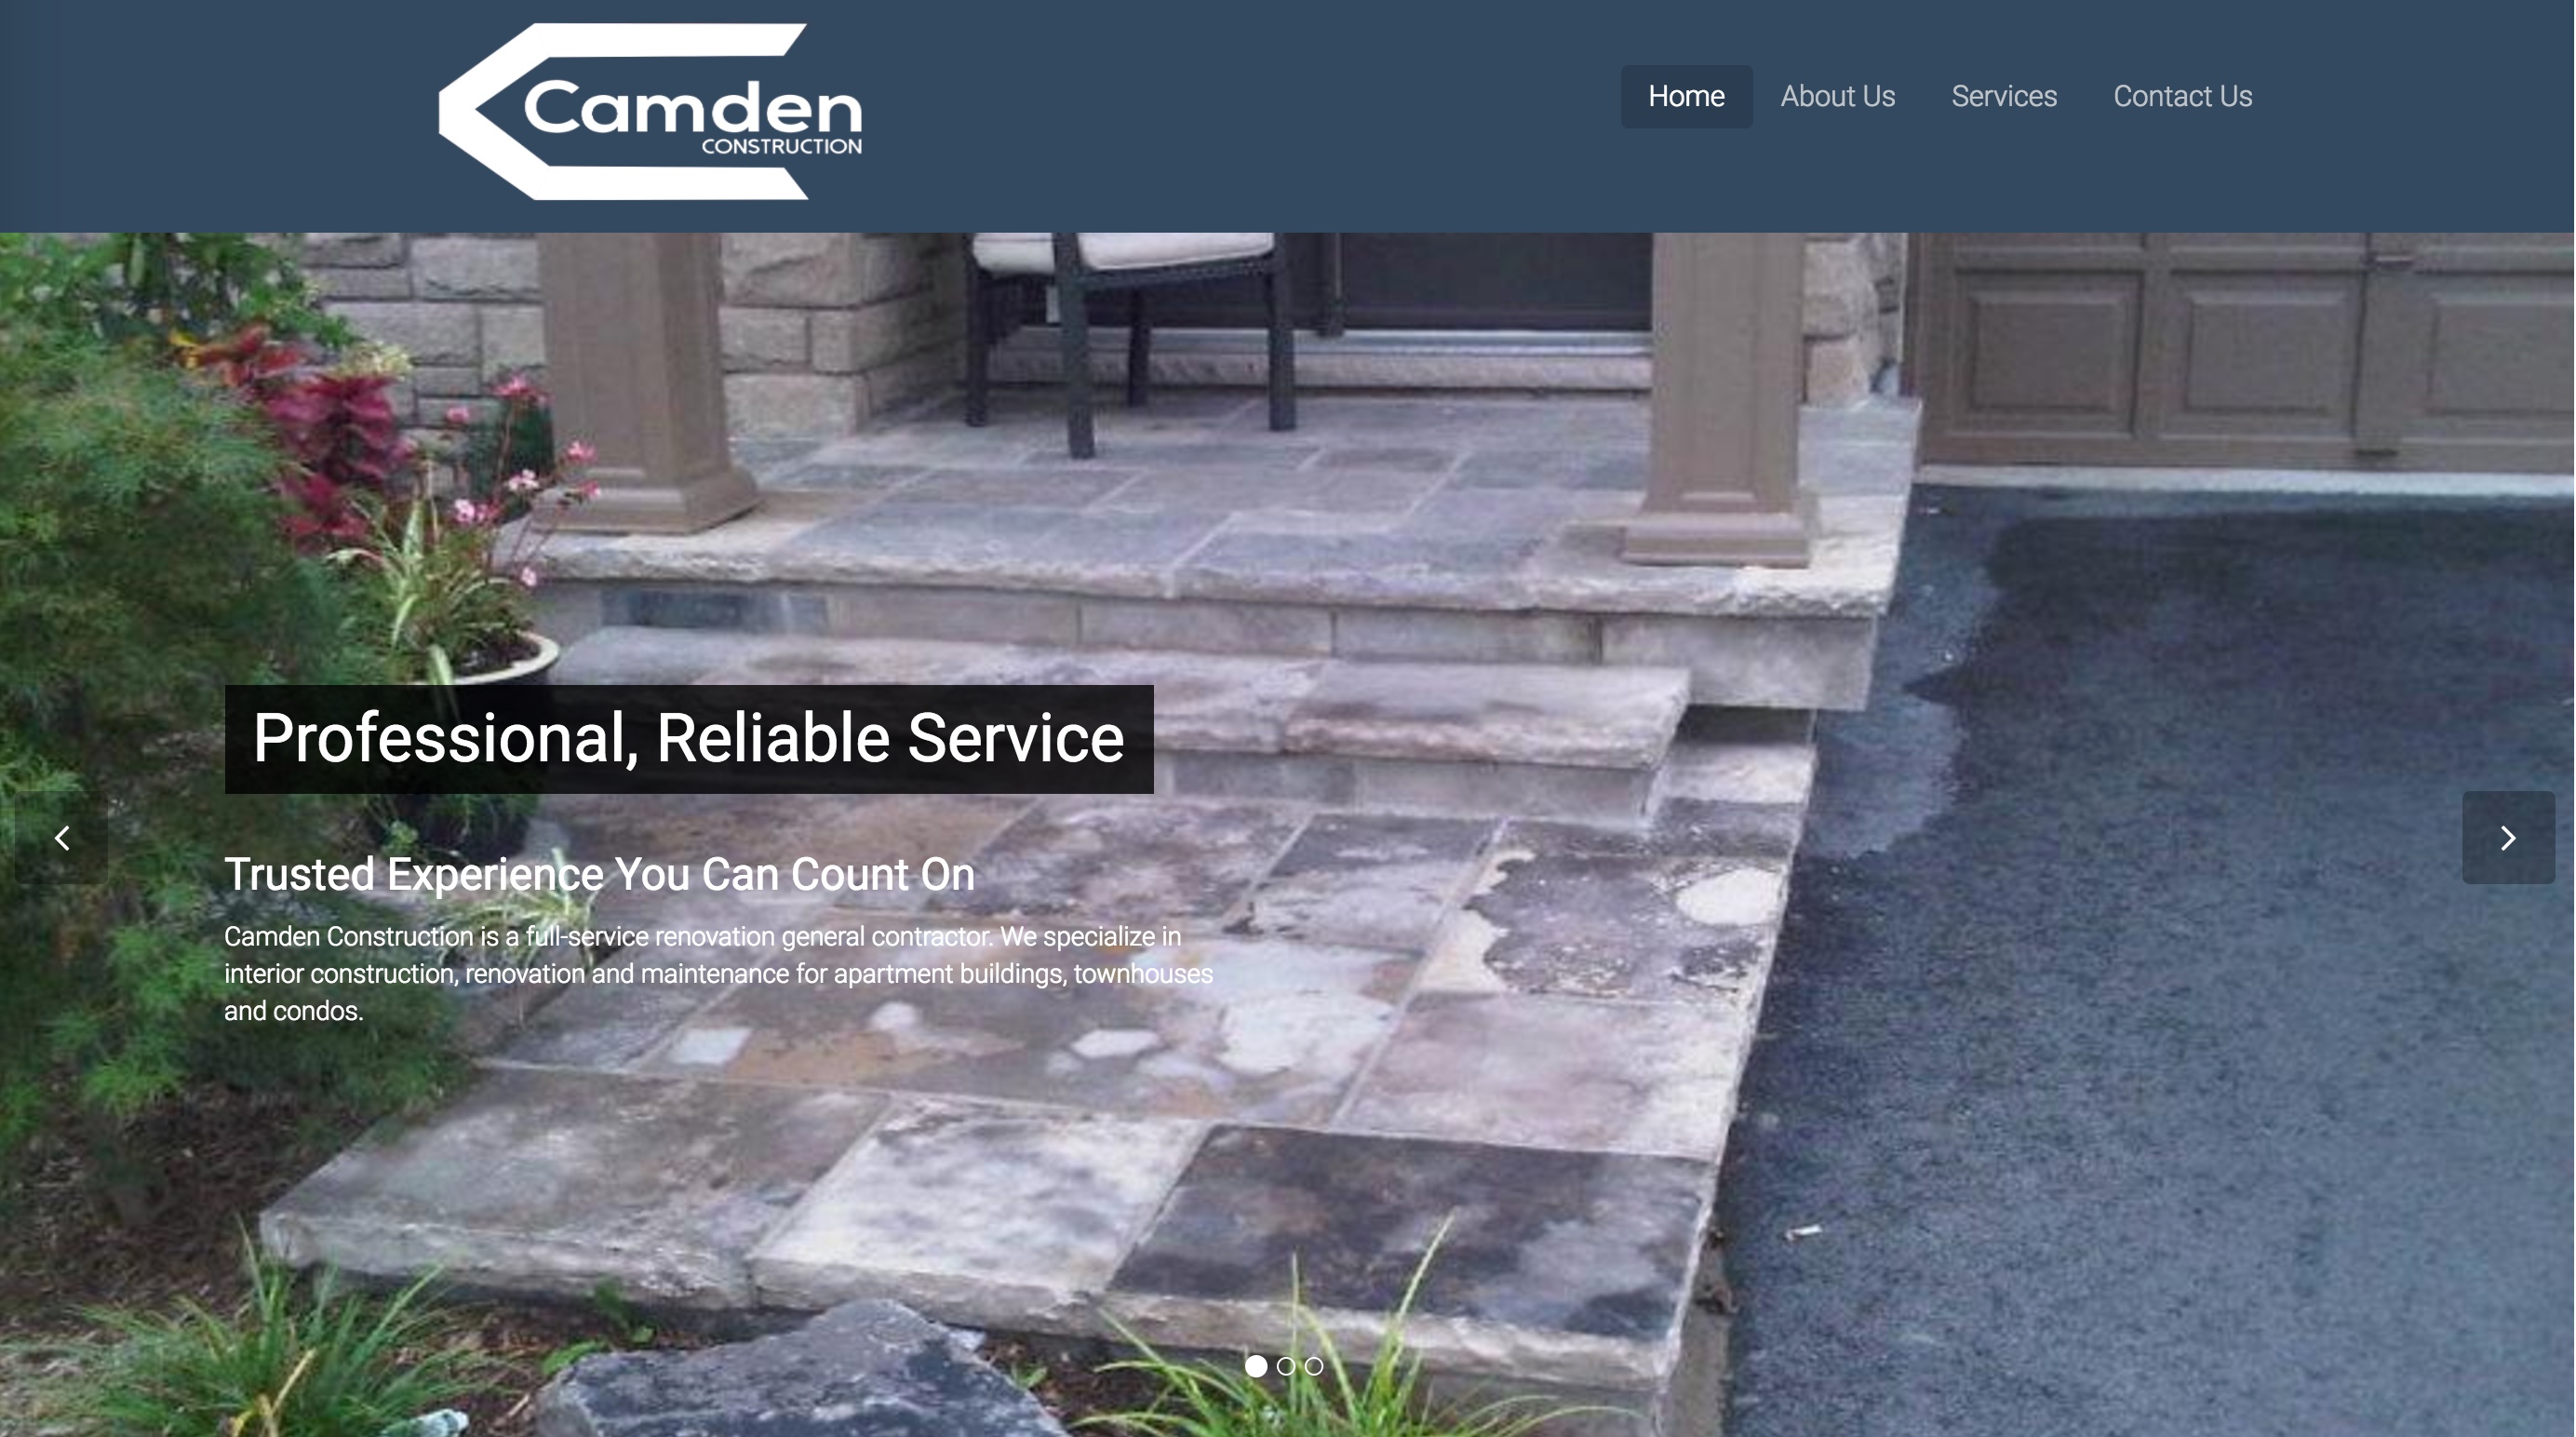 Camden
CONSTRUCTION
Home
About Us
Services
Contact Us
Professional, Reliable Service
Trusted Experience You Can Count On
Camden Construction is a full-service renovation general contractor. We specialize in
interior construction, renovation and maintenance for apartment buildings, townhouses
and condos.